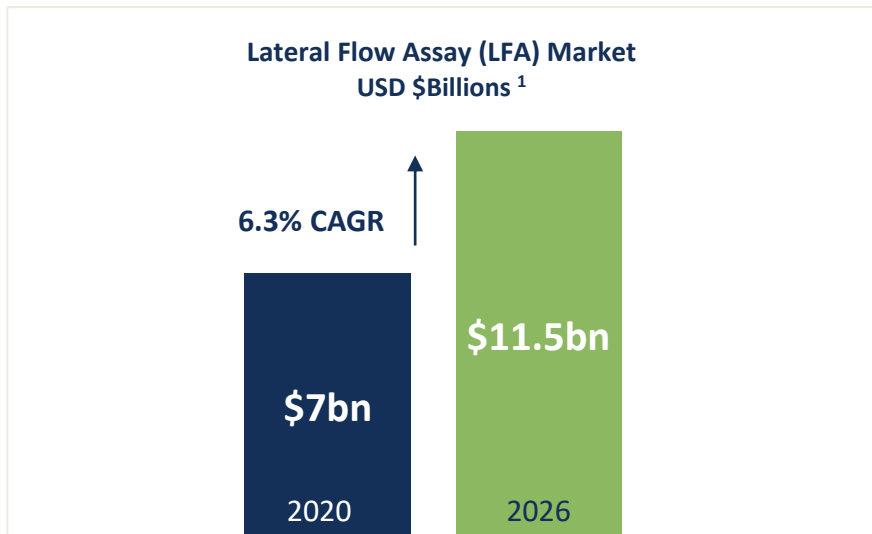 Lateral Flow Assay (LFA) Market
USD $Billions ¹
6.3% CAGR
$11.5bn
$7bn
2020
2026